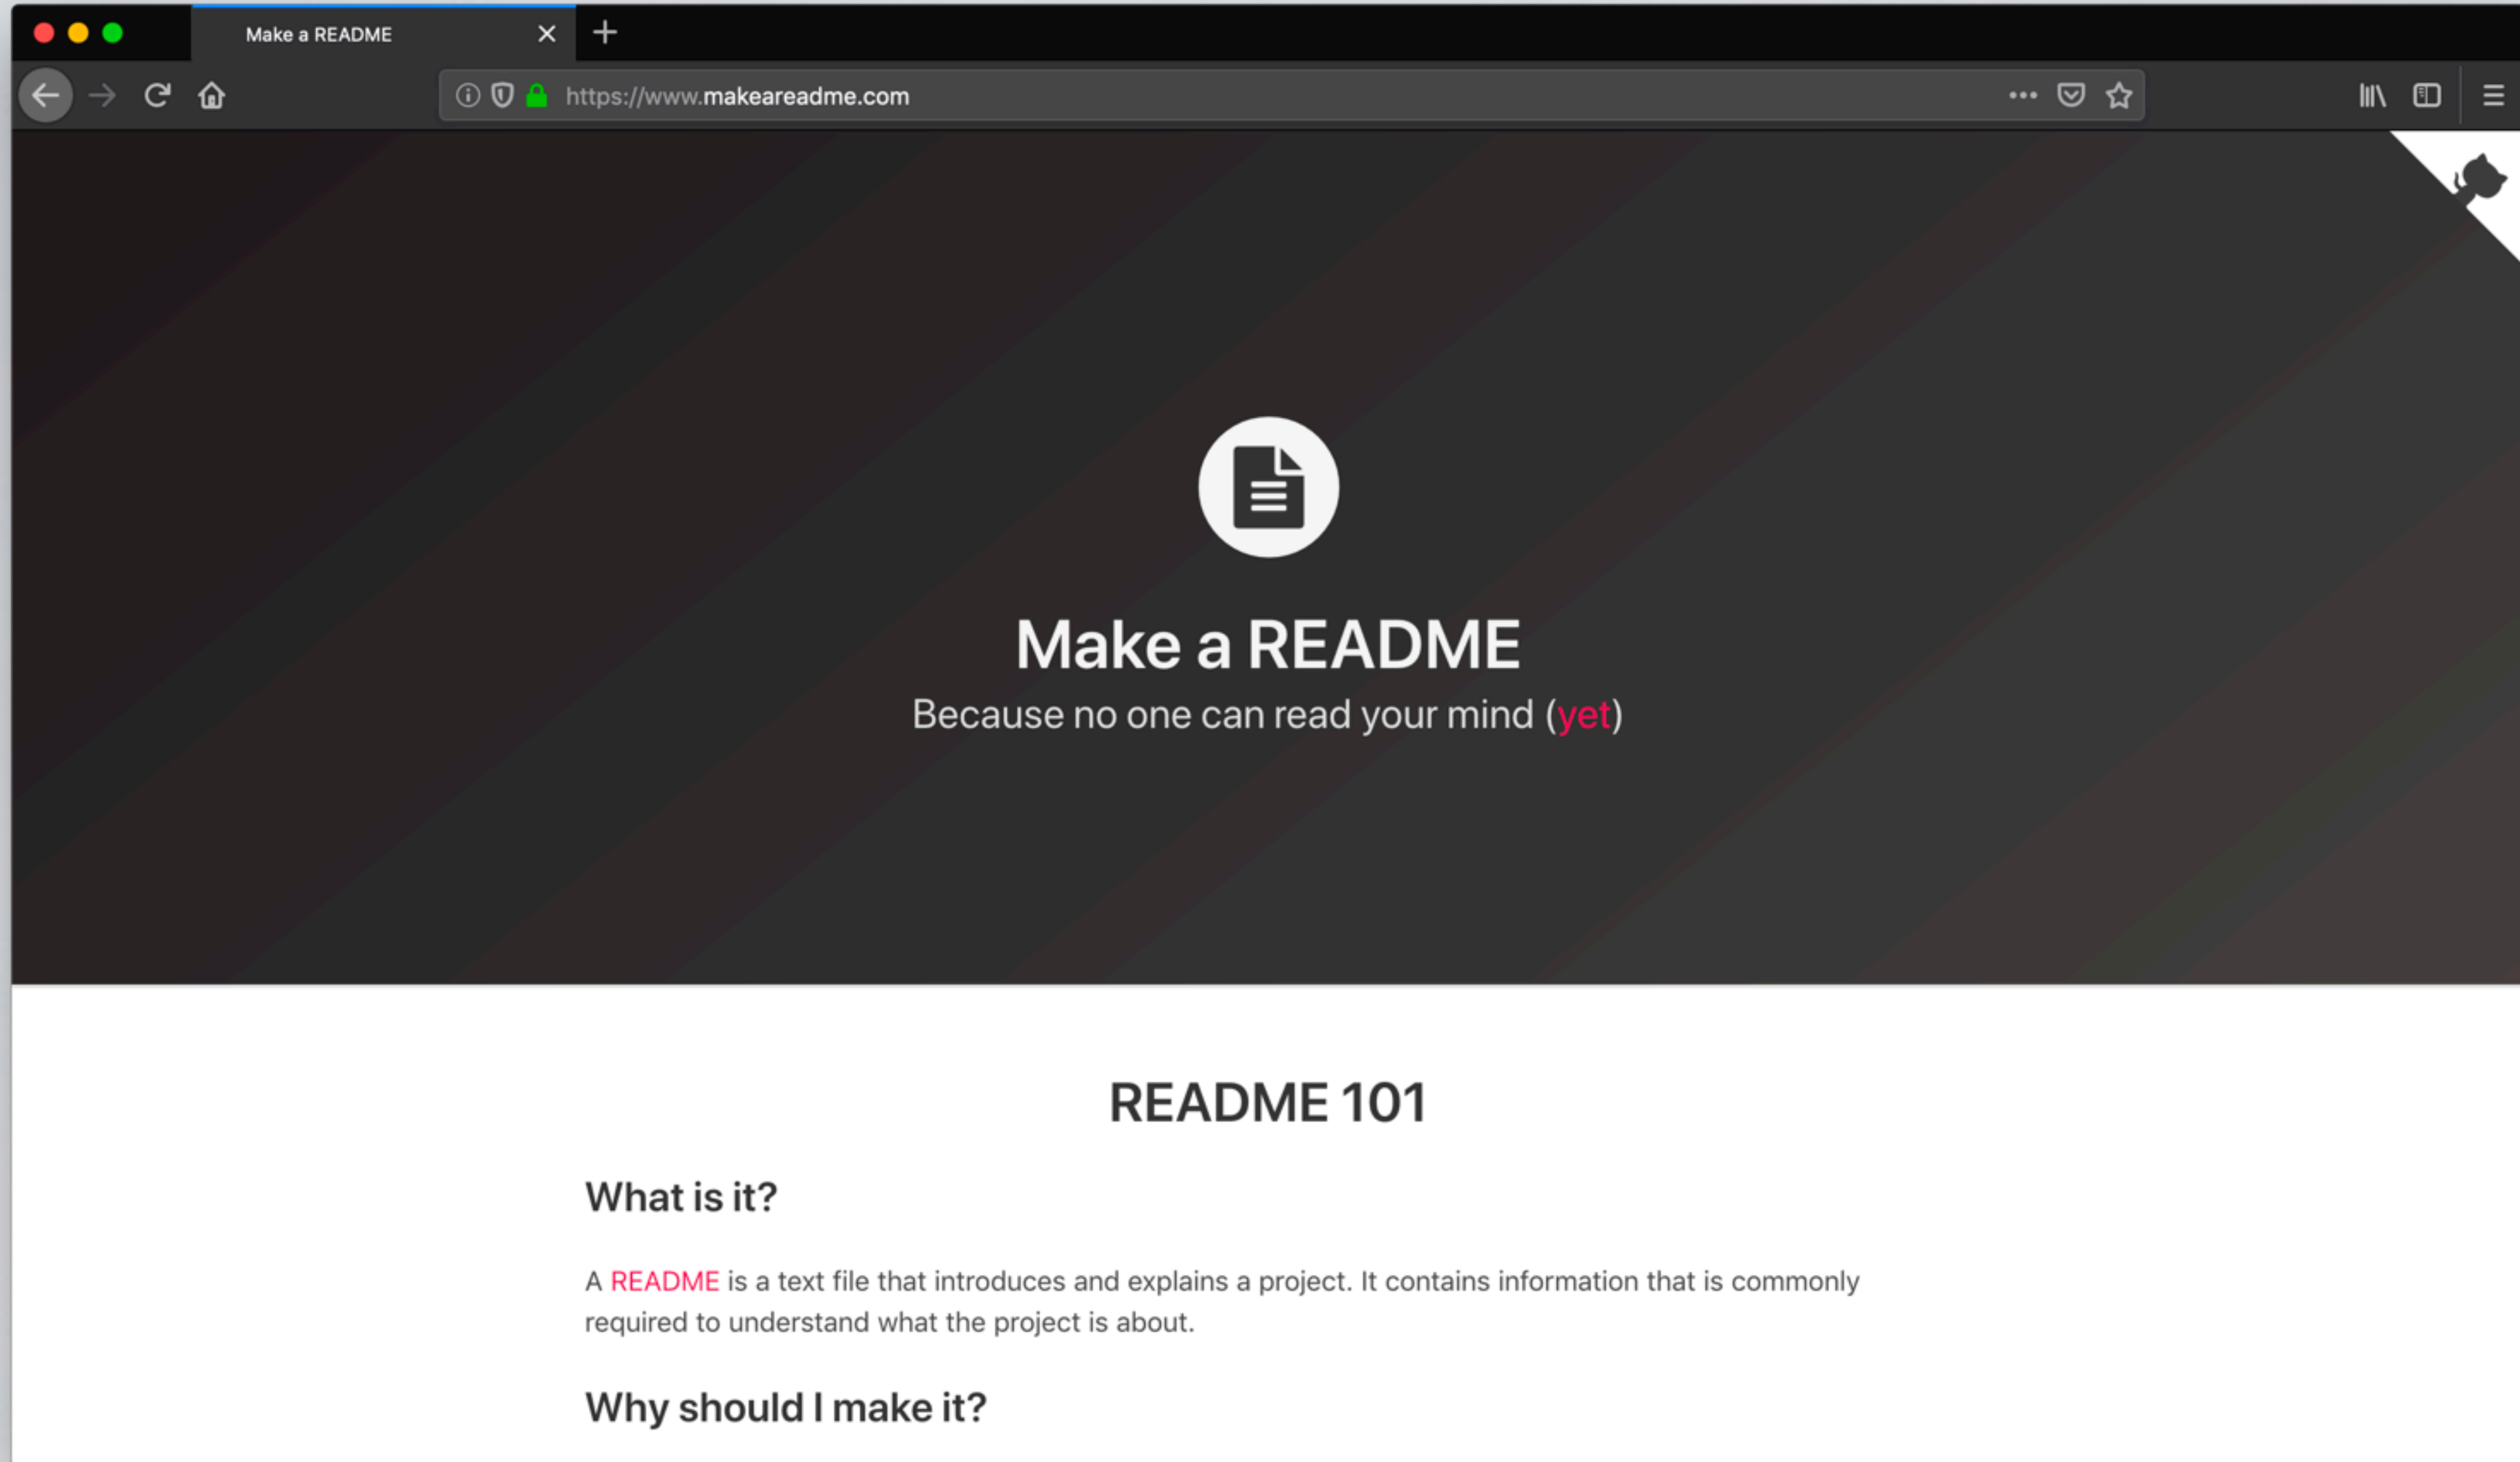 Make a README
https://www.makeareadme.com
Make a README
Because no one can read your mind (yet)
README 101
What is it?
A README is a text file that introduces and explains a project. It contains information that is commonly
required to understand what the project is about.
Why should I make it?